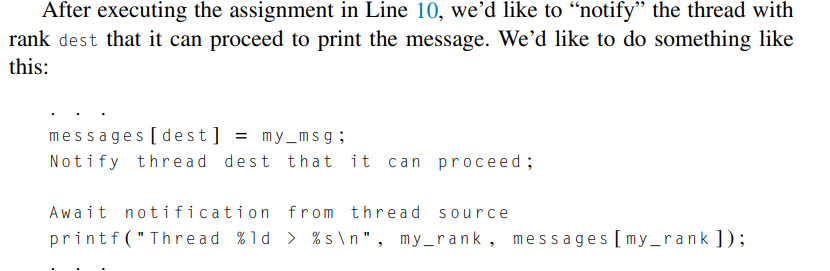 After executing the assignment in Line 10, we’d like to “notify” the thread with
rank dest that it can proceed to print the message. We’d like to do something like
this:
. . .
messages[dest] = my_msg;
Notify thread dest that it can proceed;
Await notification from thread source
printf("Thread %ld > %s\n", my_rank, messages[my_rank]);
. . .